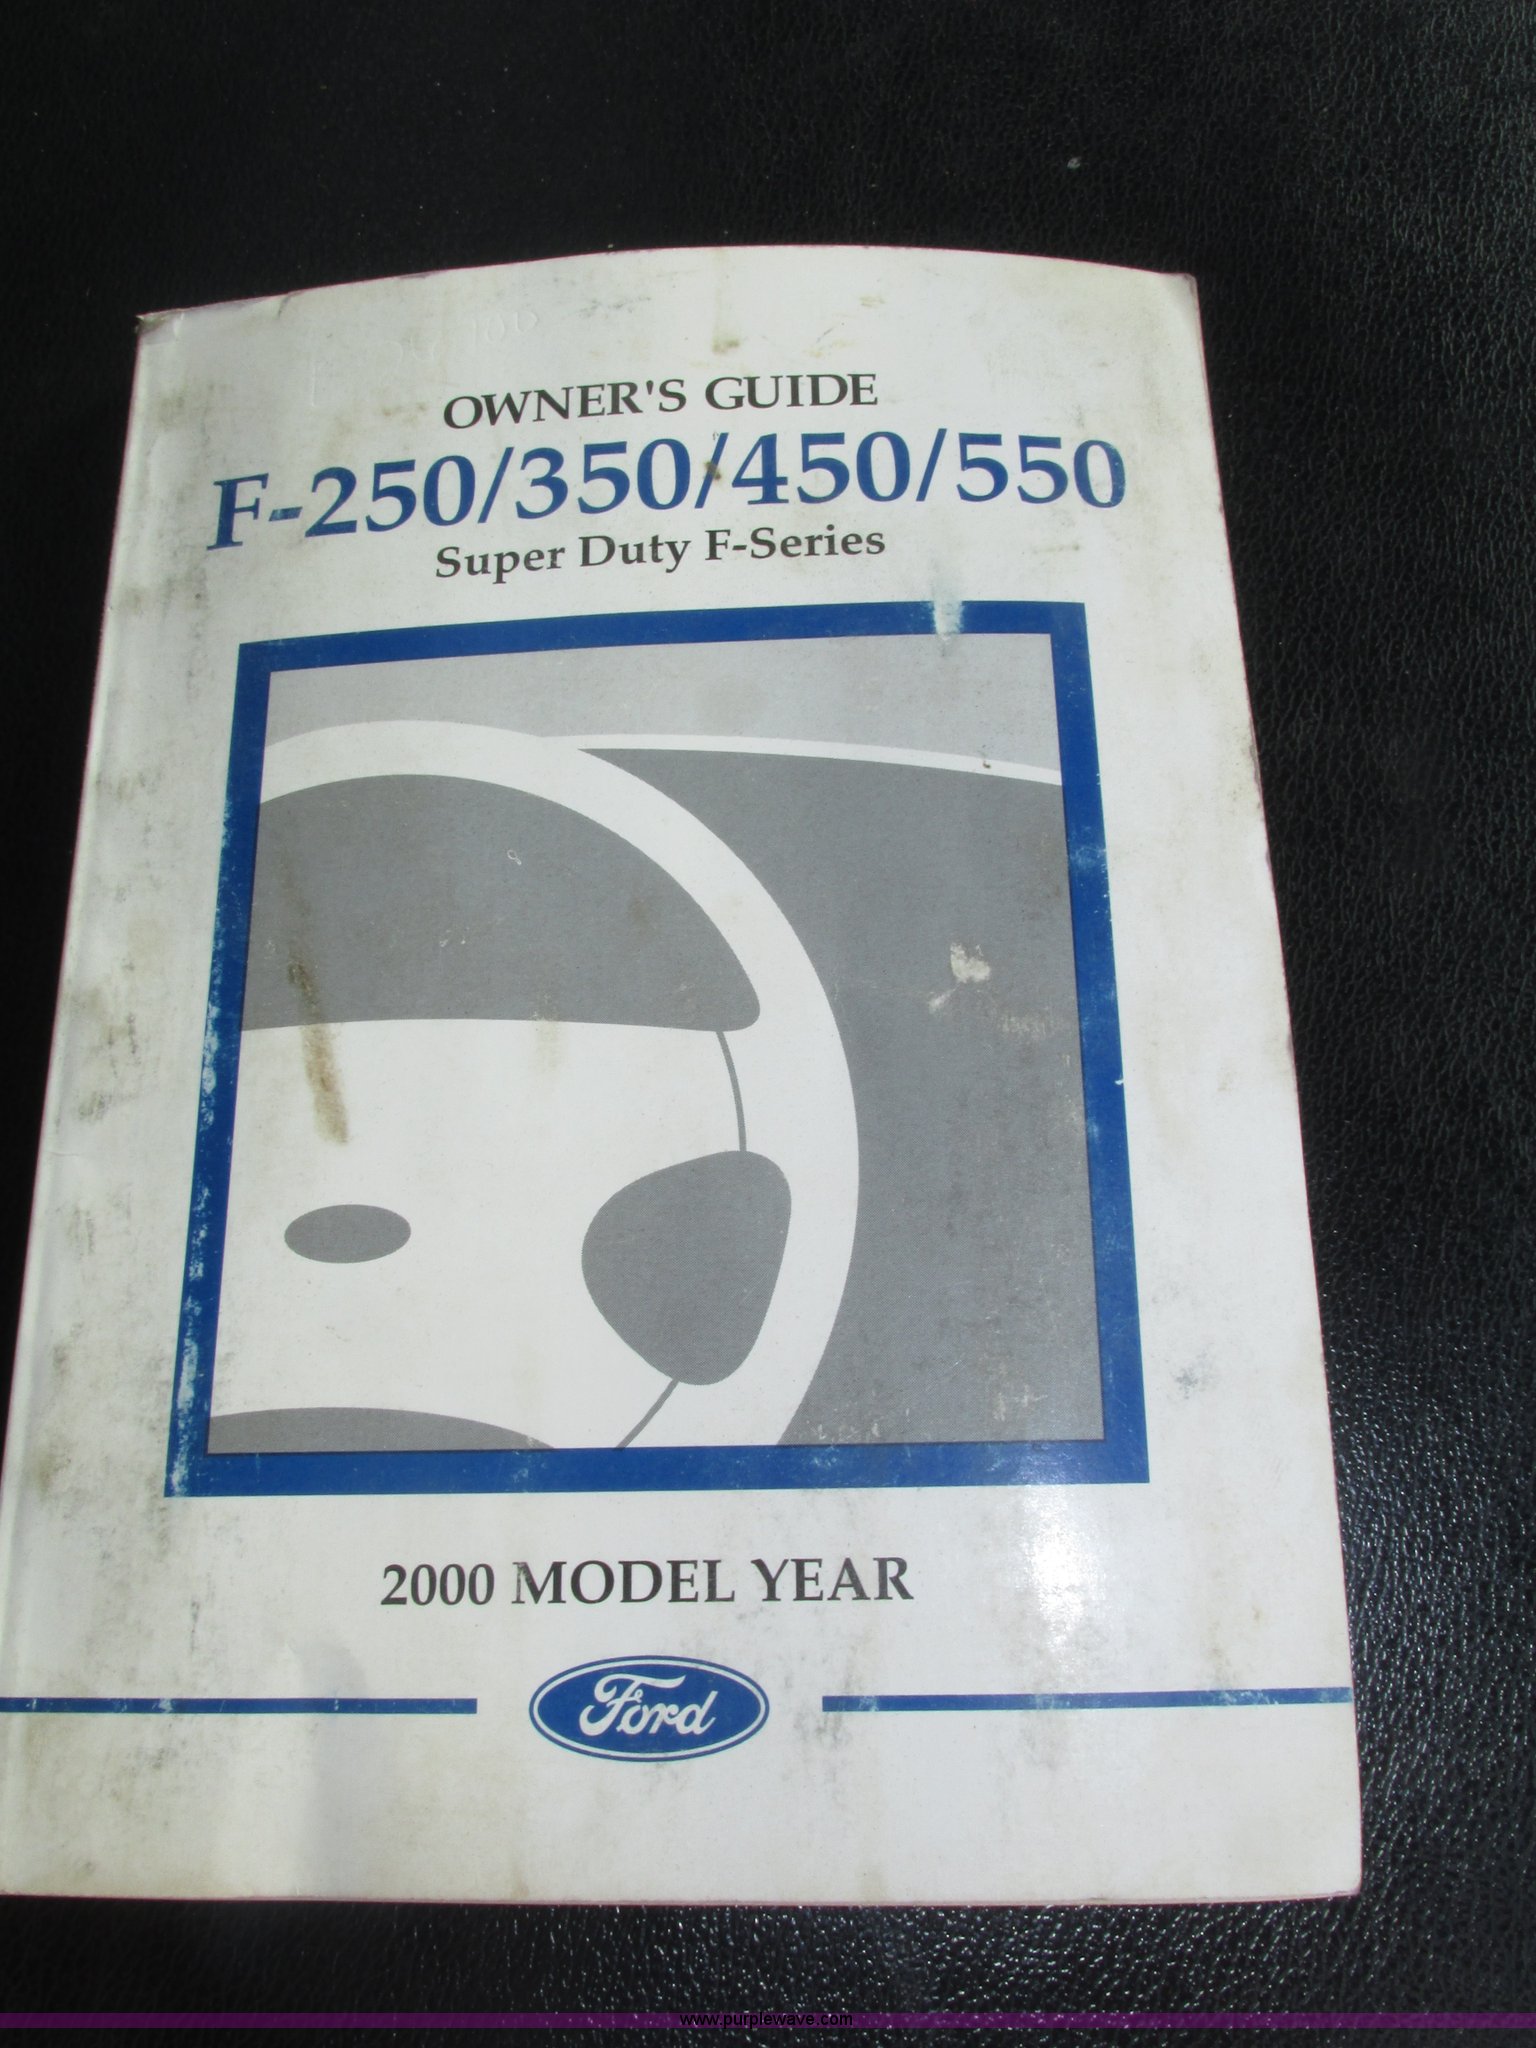 OWNER'S GUIDE
F-250/350/450/550
Super Duty F-Series
2000 MODEL YEAR
Ford
www.purplewave.com